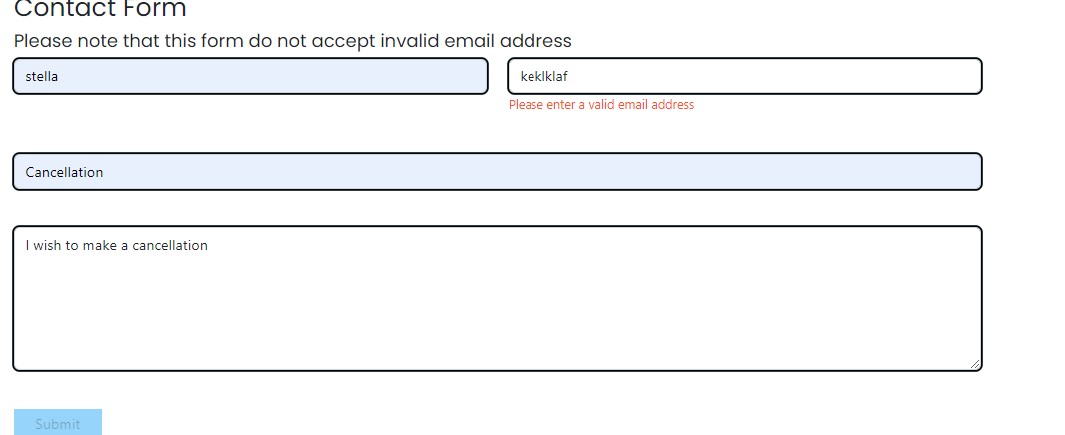 Contact Form
Please note that this form do not accept invalid email address
stella
keklklaf
Please enter a valid email address
Cancellation
I wish to make a cancellation
Submit